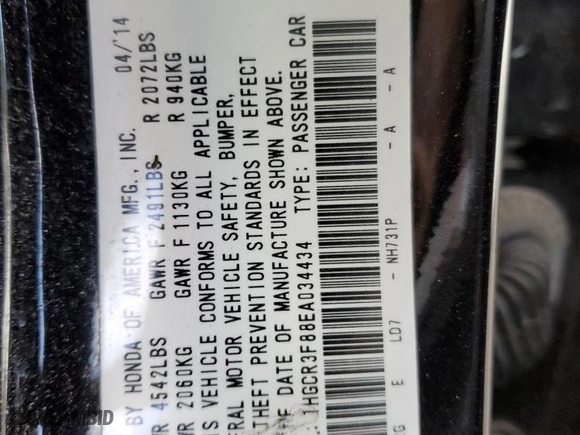 BY HONDA OF AMERICA MFG., INC. 04/'14
4542LBS GAWR F 2491LBS R 2072LBS
2060KG GAWR F 1130KG R 940KG
VEHICLE CONFORMS TO ALL APPLICABLE
MOTOR VEHICLE SAFETY, BUMPER,
THEFT PREVENTION STANDARDS IN EFFECT
DATE OF MANUFACTURE SHOWN ABOVE.
HGCR3F88EA034434 TYPE: PASSENGER CAR
E LD7 - NH731P - A - A